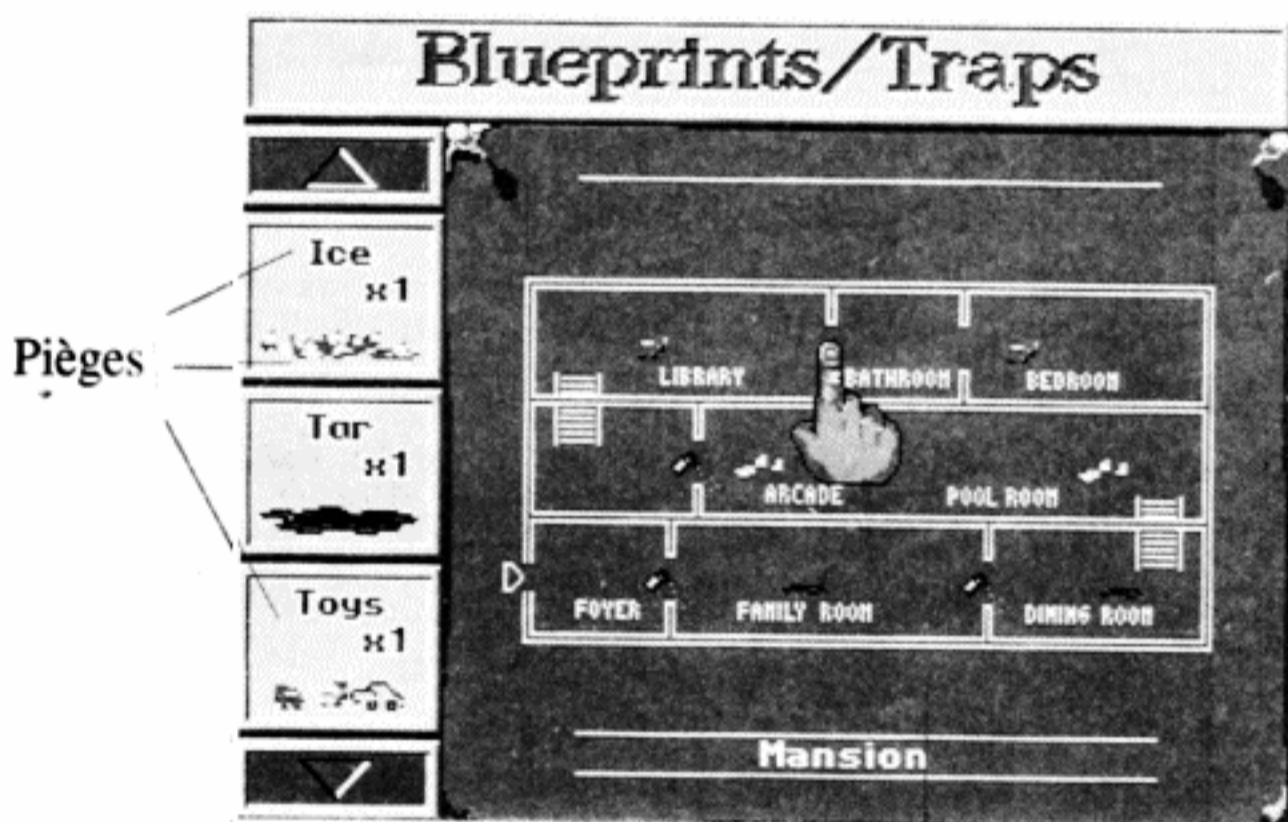 Blueprints/Traps
Ice
x1
Pièges
Tar
x1
Toys
x1
LIBRARY
BATHROOM
BEDROOM
ARCADE
POOL ROOM
FOYER
FAMILY ROOM
DINING ROOM
Mansion